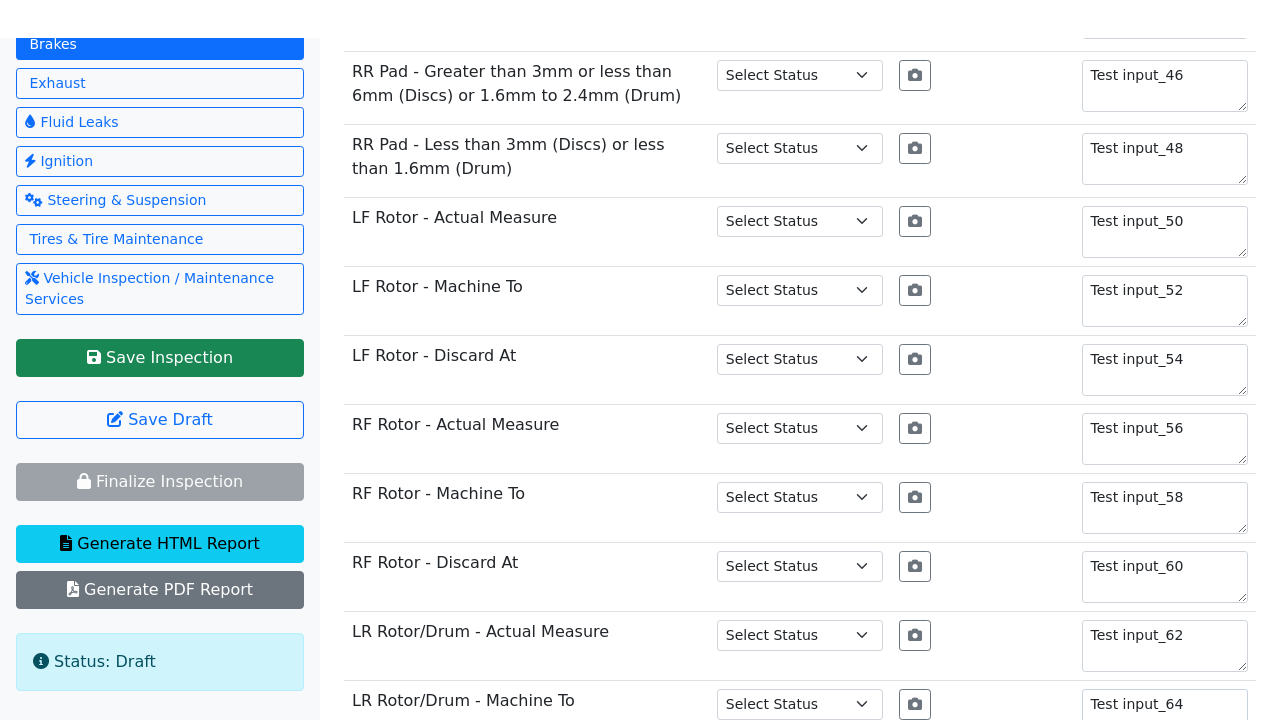 Brakes
Exhaust
Fluid Leaks
Ignition
Steering & Suspension
Tires & Tire Maintenance
Vehicle Inspection / Maintenance
Services
Save Inspection
Save Draft
Finalize Inspection
Generate HTML Report
Generate PDF Report
Status: Draft
RR Pad - Greater than 3mm or less than
6mm (Discs) or 1.6mm to 2.4mm (Drum)
Select Status
Test input_46
RR Pad - Less than 3mm (Discs) or less
than 1.6mm (Drum)
Select Status
Test input_48
LF Rotor - Actual Measure
Select Status
Test input_50
LF Rotor - Machine To
Select Status
Test input_52
LF Rotor - Discard At
Select Status
Test input_54
RF Rotor - Actual Measure
Select Status
Test input_56
RF Rotor - Machine To
Select Status
Test input_58
RF Rotor - Discard At
Select Status
Test input_60
LR Rotor/Drum - Actual Measure
Select Status
Test input_62
LR Rotor/Drum - Machine To
Select Status
Test input_64